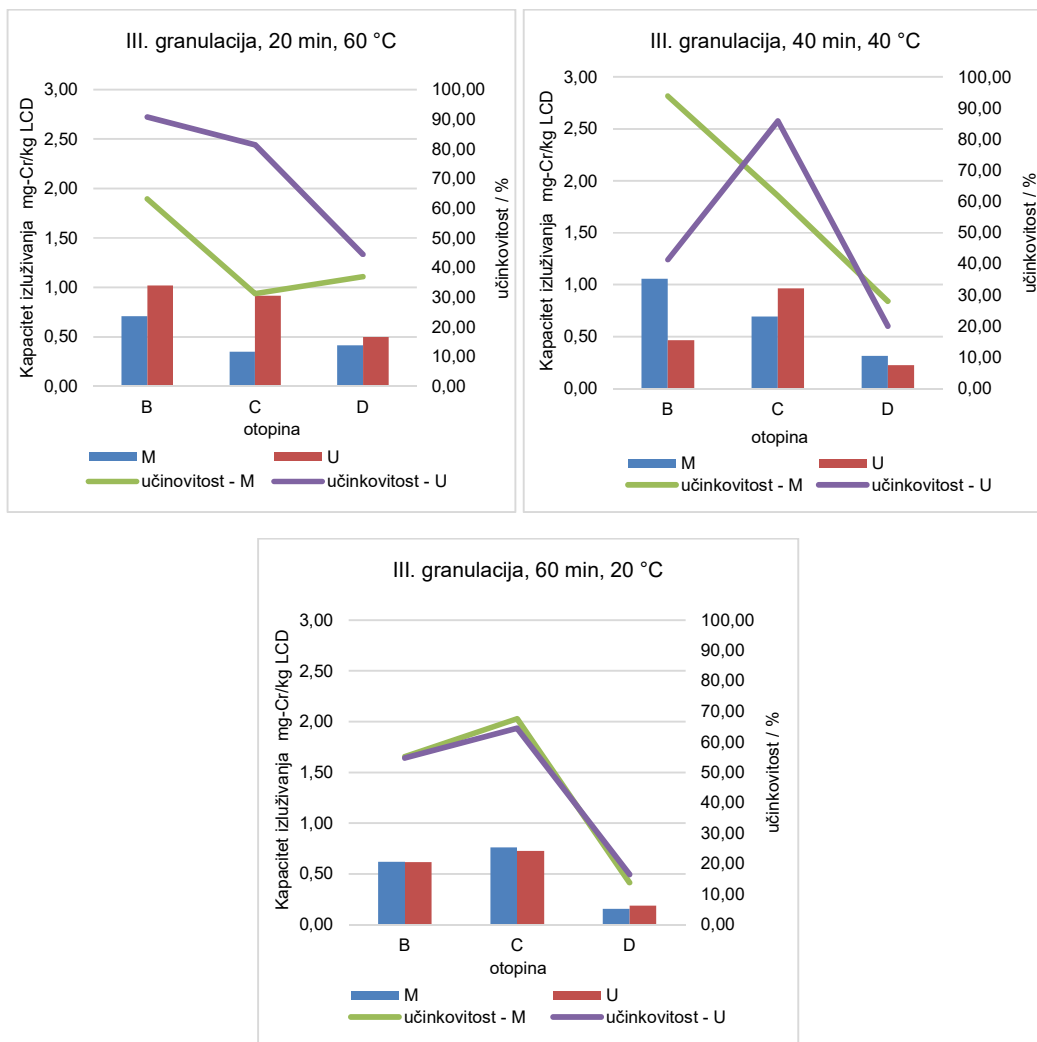 III. granulacija, 20 min, 60 °C
Kapacitet izluživanja mg-Cr/kg LCD
3,00
2,50
2,00
1,50
1,00
0,50
0,00
100,00
90,00
80,00
70,00
60,00
50,00
40,00
30,00
20,00
10,00
0,00
učinkovitost / %
B C D
otopina
M U
učinovitost - M učinkovitost - U
III. granulacija, 40 min, 40 °C
Kapacitet izluživanja mg-Cr/kg LCD
3,00
2,50
2,00
1,50
1,00
0,50
0,00
100,00
90,00
80,00
70,00
60,00
50,00
40,00
30,00
20,00
10,00
0,00
učinkovitost / %
B C D
otopina
M U
učinkovitost - M učinkovitost - U
III. granulacija, 60 min, 20 °C
Kapacitet izluživanja mg-Cr/kg LCD
3,00
2,50
2,00
1,50
1,00
0,50
0,00
100,00
90,00
80,00
70,00
60,00
50,00
40,00
30,00
20,00
10,00
0,00
učinkovitost / %
B C D
otopina
M U
učinkovitost - M učinkovitost - U